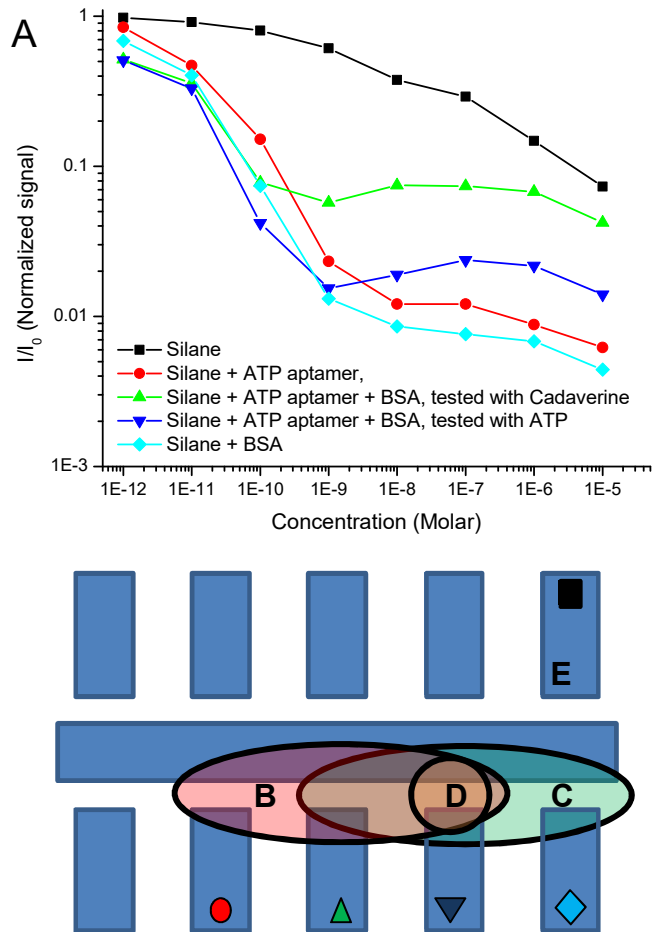 A
I/I0 (Normalized signal)
1
0.1
0.01
1E-3
Silane
Silane + ATP aptamer,
Silane + ATP aptamer + BSA, tested with Cadaverine
Silane + ATP aptamer + BSA, tested with ATP
Silane + BSA
1E-12 1E-11 1E-10 1E-9 1E-8 1E-7 1E-6 1E-5
Concentration (Molar)
E
B D C